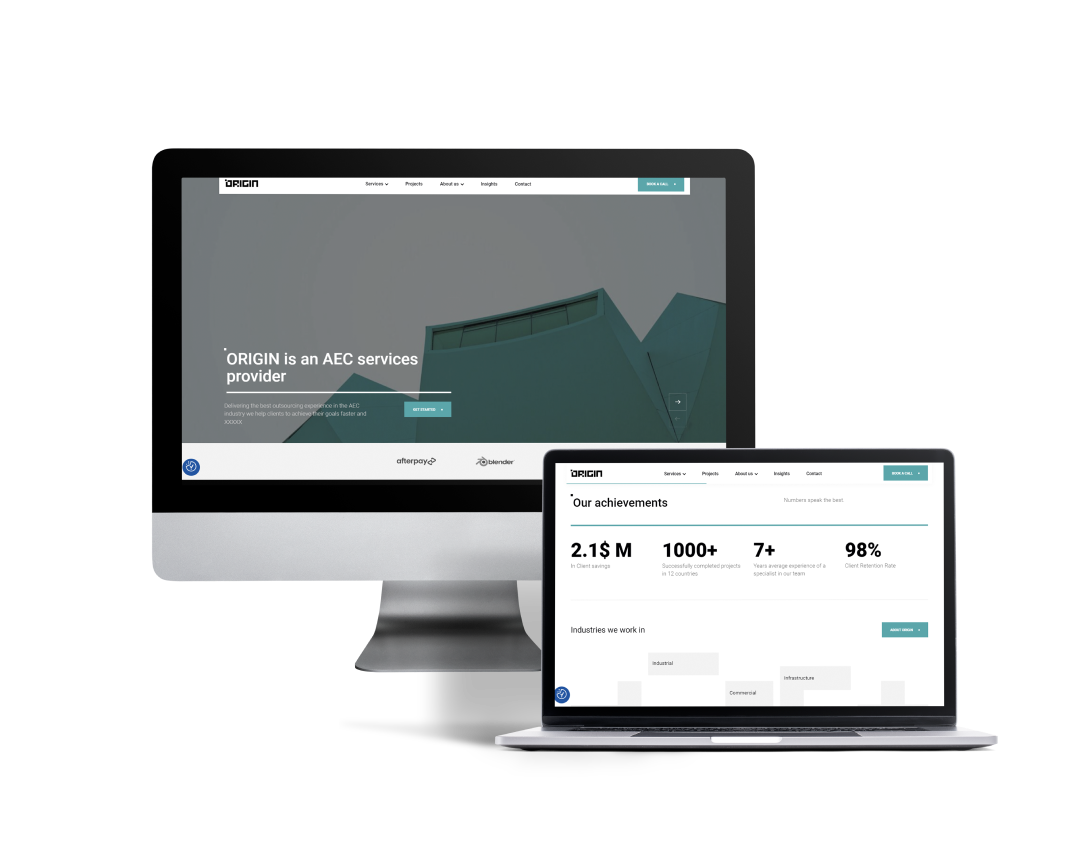 ORIGIN
Services Projects About us Insights Contact
BOOK A CALL
ORIGIN is an AEC services
provider
Delivering the best outsourcing experience in the AEC
industry we help clients to achieve their goals faster and
XXXXX
GET STARTED
afterpay blender
ORIGIN
Services Projects About us Insights Contact
BOOK A CALL
Our achievements
Numbers speak the best.
2.1$ M 1000+ 7+ 98%
In Client savings Successfully completed projects Years average experience of a Client Retention Rate
in 12 countries specialist in our team
Industries we work in
ABOUT ORIGIN
Industrial
Infrastructure
Commercial